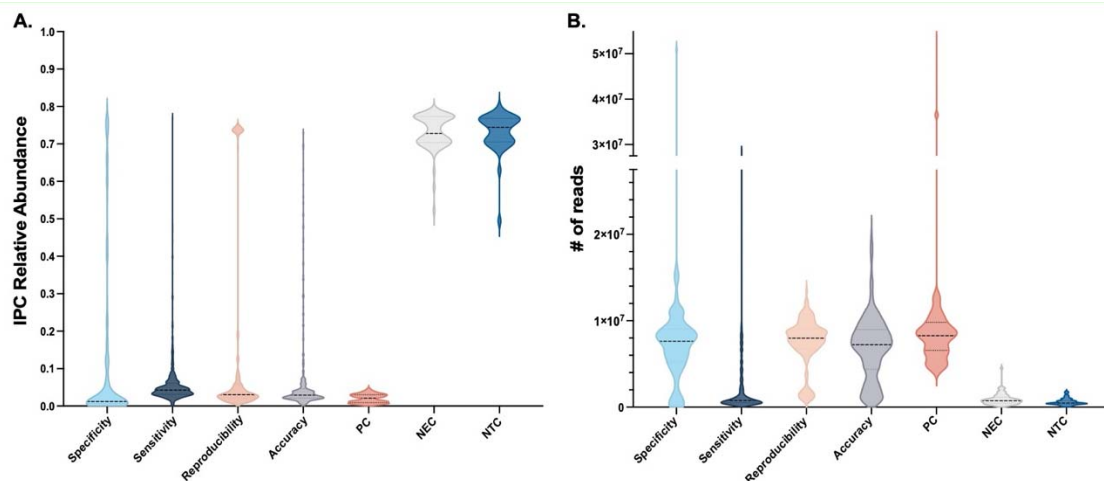 A.
IPC Relative Abundance
1.0
0.9
0.8
0.7
0.6
0.5
0.4
0.3
0.2
0.1
0.0
Specificity
Sensitivity
Reproducibility
Accuracy
PC
NEC
NTC
B.
# of reads
5×10⁷
4×10⁷
3×10⁷
2×10⁷
1×10⁷
0
Specificity
Sensitivity
Reproducibility
Accuracy
PC
NEC
NTC